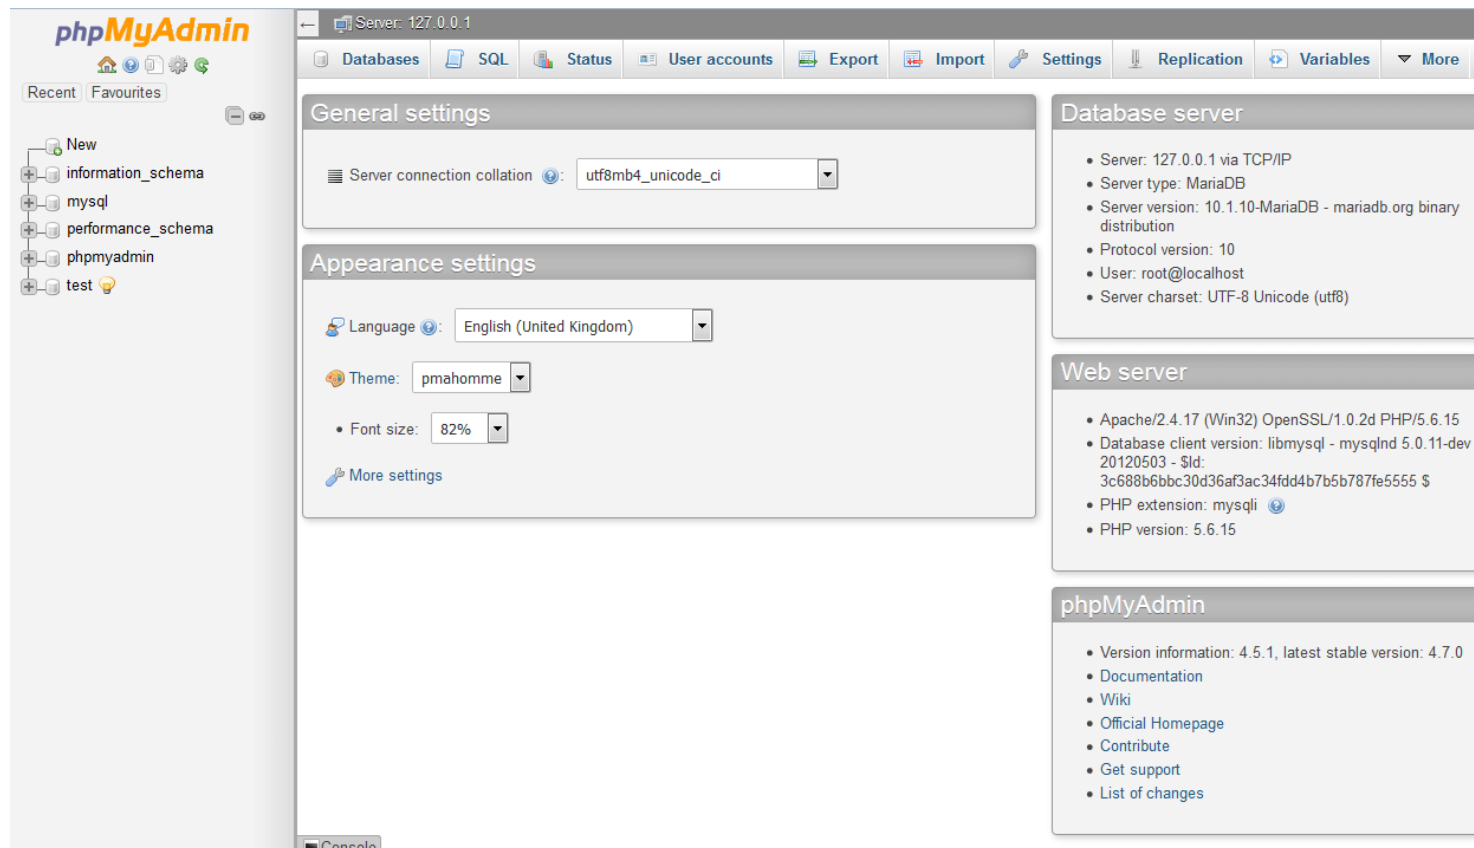 phpMyAdmin
Recent Favourites
New
information_schema
mysql
performance_schema
phpmyadmin
test
← Server: 127.0.0.1
Databases SQL Status User accounts Export Import Settings Replication Variables More
General settings
Server connection collation : utf8mb4_unicode_ci
Appearance settings
Language : English (United Kingdom)
Theme: pmahomme
• Font size: 82%
More settings
Database server
• Server: 127.0.0.1 via TCP/IP
• Server type: MariaDB
• Server version: 10.1.10-MariaDB - mariadb.org binary
distribution
• Protocol version: 10
• User: root@localhost
• Server charset: UTF-8 Unicode (utf8)
Web server
• Apache/2.4.17 (Win32) OpenSSL/1.0.2d PHP/5.6.15
• Database client version: libmysql - mysqlnd 5.0.11-dev
20120503 - $Id:
3c688b6bbc30d36af3ac34fdd4b7b5b787fe5555 $
• PHP extension: mysqli
• PHP version: 5.6.15
phpMyAdmin
• Version information: 4.5.1, latest stable version: 4.7.0
• Documentation
• Wiki
• Official Homepage
• Contribute
• Get support
• List of changes
Console